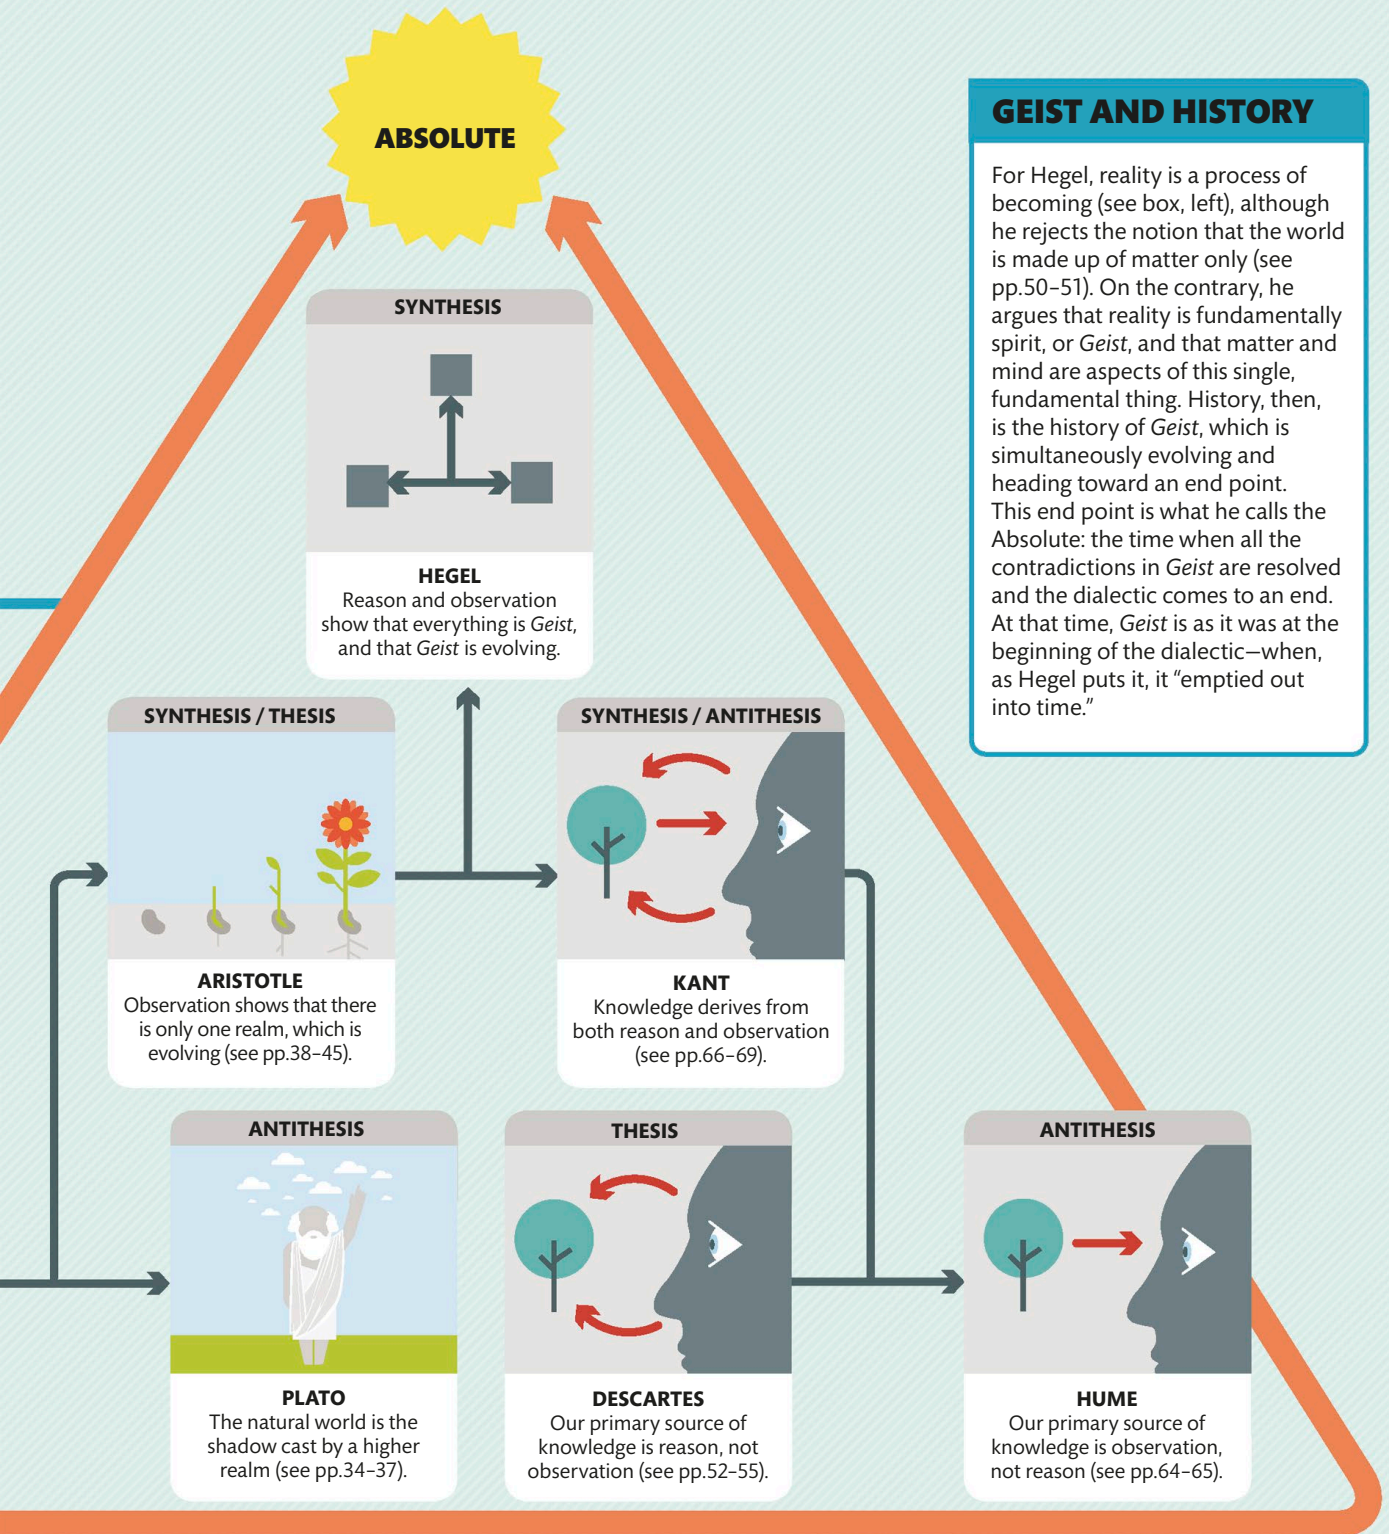 ABSOLUTE
SYNTHESIS
HEGEL
Reason and observation
show that everything is Geist,
and that Geist is evolving.
SYNTHESIS / THESIS
ARISTOTLE
Observation shows that there
is only one realm, which is
evolving (see pp.38–45).
SYNTHESIS / ANTITHESIS
KANT
Knowledge derives from
both reason and observation
(see pp.66–69).
ANTITHESIS
PLATO
The natural world is the
shadow cast by a higher
realm (see pp.34–37).
THESIS
DESCARTES
Our primary source of
knowledge is reason, not
observation (see pp.52–55).
ANTITHESIS
HUME
Our primary source of
knowledge is observation,
not reason (see pp.64–65).
GEIST AND HISTORY
For Hegel, reality is a process of
becoming (see box, left), although
he rejects the notion that the world
is made up of matter only (see
pp.50–51). On the contrary, he
argues that reality is fundamentally
spirit, or Geist, and that matter and
mind are aspects of this single,
fundamental thing. History, then,
is the history of Geist, which is
simultaneously evolving and
heading toward an end point.
This end point is what he calls the
Absolute: the time when all the
contradictions in Geist are resolved
and the dialectic comes to an end.
At that time, Geist is as it was at the
beginning of the dialectic—when,
as Hegel puts it, it “emptied out
into time.”